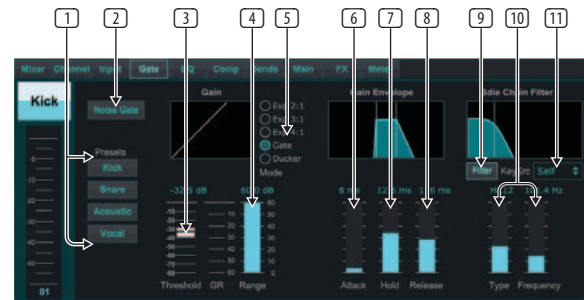 1 2 3 4 5 6 7 8 9 10 11
Mixer Channel Input Gate EQ Comp Sends Main FX Meter
Kick
Noise Gate
Presets
Kick
Snare
Acoustic
Vocal
01
Gain
Exp 2:1
Exp 3:1
Exp 4:1
Gate
Ducker
Mode
-32.5 dB
60.0 dB
Threshold GR Range
Gain Envelope
Attack Hold Release
Side Chain Filter
Filter Key Src Self
Type Frequency